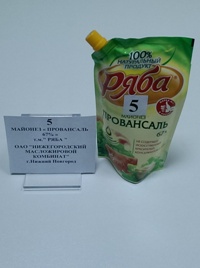 5
МАЙОНЕЗ «ПРОВАНСАЛЬ
67%»
т.м." РЯБА "
ОАО "НИЖЕГОРОДСКИЙ
МАСЛОЖИРОВОЙ
КОМБИНАТ"
г.Нижний Новгород
100%
НАТУРАЛЬНЫЙ
ПРОДУКТ
Ряба
5
МАЙОНЕЗ
ПРОВАНСАЛЬ
67%